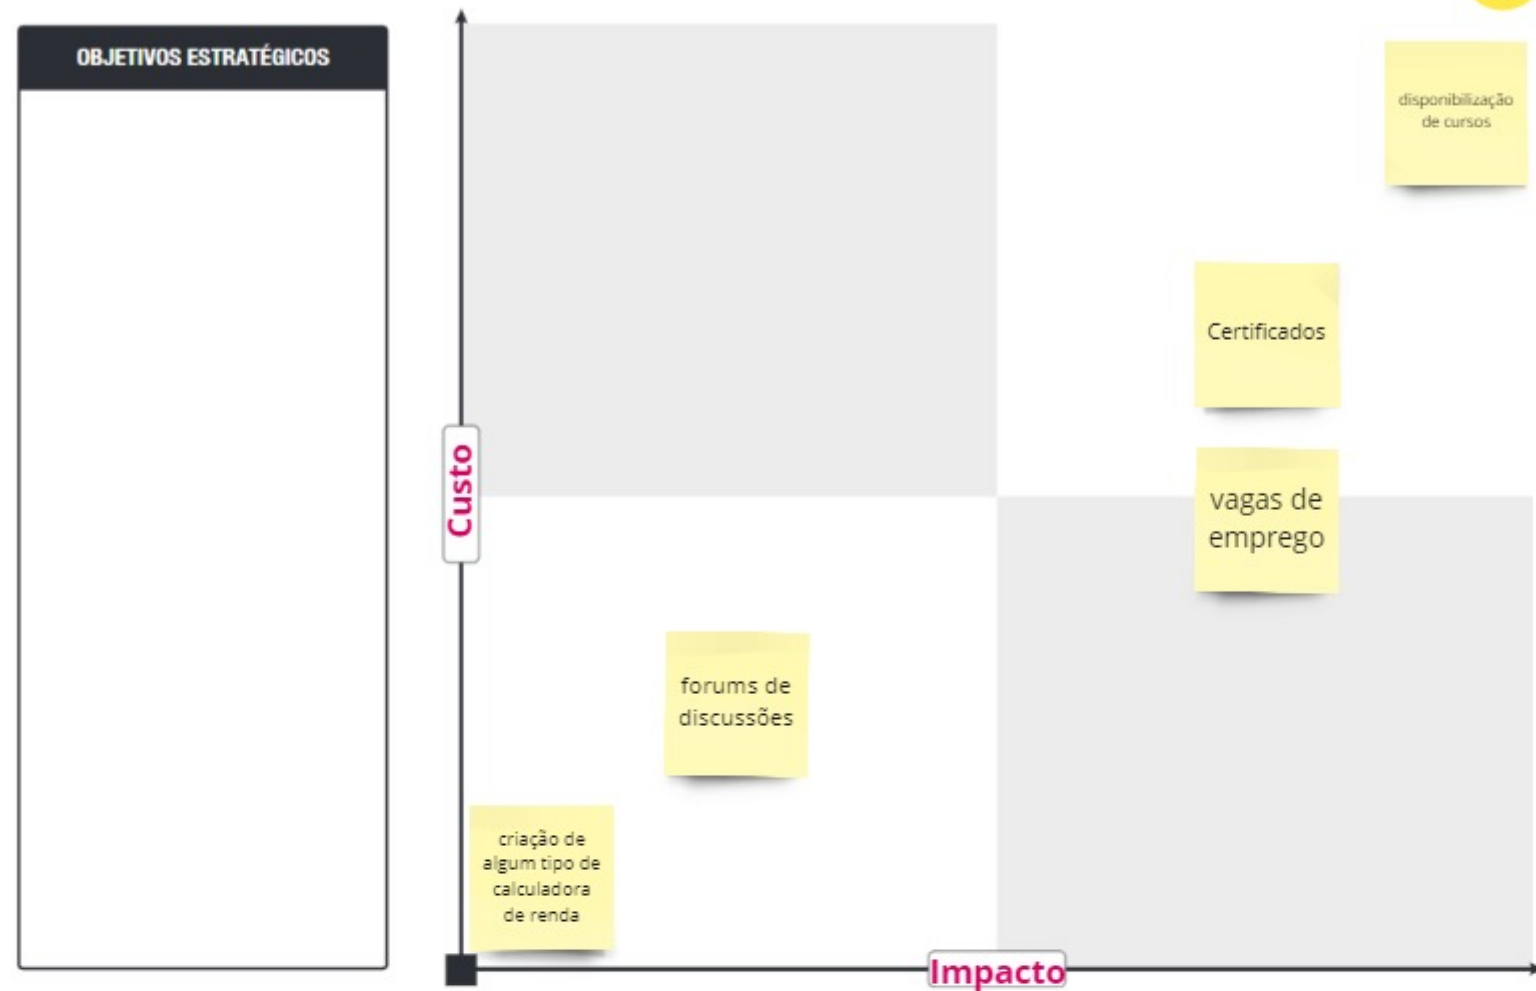 OBJETIVOS ESTRATÉGICOS
disponibilização
de cursos
Certificados
Custo
vagas de
emprego
forums de
discussões
criação de
algum tipo de
calculadora
de renda
Impacto